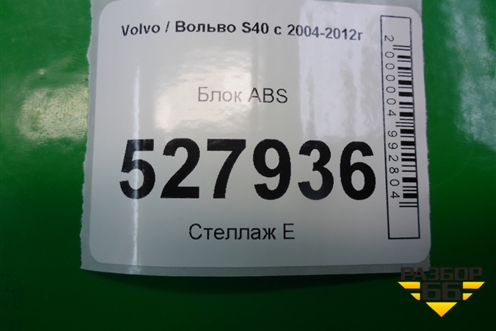 Volvo / Вольво S40 с 2004-2012г
Блок ABS
527936
Стеллаж Е
2000004992804
РАЗБОР
66